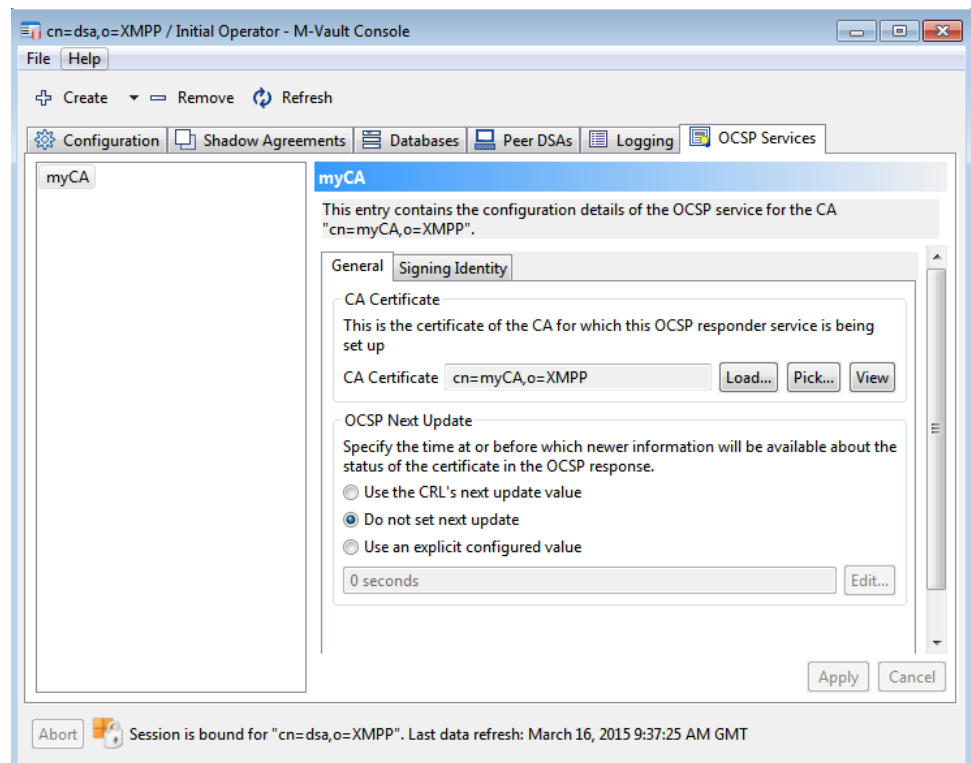 cn=dsa,o=XMPP / Initial Operator - M-Vault Console
File Help
Create Remove Refresh
Configuration Shadow Agreements Databases Peer DSAs Logging OCSP Services
myCA
myCA
This entry contains the configuration details of the OCSP service for the CA
"cn=myCA,o=XMPP".
General Signing Identity
CA Certificate
This is the certificate of the CA for which this OCSP responder service is being
set up
CA Certificate cn=myCA,o=XMPP Load... Pick... View
OCSP Next Update
Specify the time at or before which newer information will be available about the
status of the certificate in the OCSP response.
Use the CRL's next update value
Do not set next update
Use an explicit configured value
0 seconds Edit...
Apply Cancel
Abort Session is bound for "cn=dsa,o=XMPP". Last data refresh: March 16, 2015 9:37:25 AM GMT